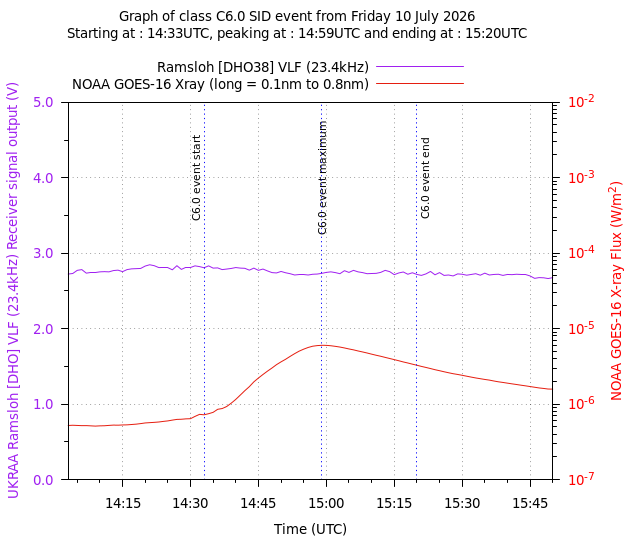 Graph of class C6.0 SID event from Friday 10 July 2026
Starting at : 14:33UTC, peaking at : 14:59UTC and ending at : 15:20UTC
Ramsloh [DHO38] VLF (23.4kHz)
NOAA GOES-16 Xray (long = 0.1nm to 0.8nm)
UKRAA Ramsloh [DHO] VLF (23.4kHz) Receiver signal output (V)
5.0
4.0
3.0
2.0
1.0
0.0
C6.0 event start
C6.0 event maximum
C6.0 event end
10-2
10-3
10-4
10-5
10-6
10-7
NOAA GOES-16 X-ray Flux (W/m2)
14:15 14:30 14:45 15:00 15:15 15:30 15:45
Time (UTC)